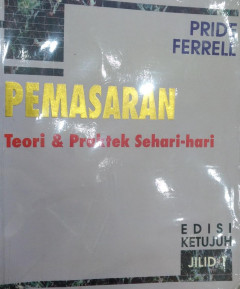 PRIDE
FERRELL
PEMASARAN
Teori & Praktek Sehari-hari
EDISI
KETUJUH
JILID 1